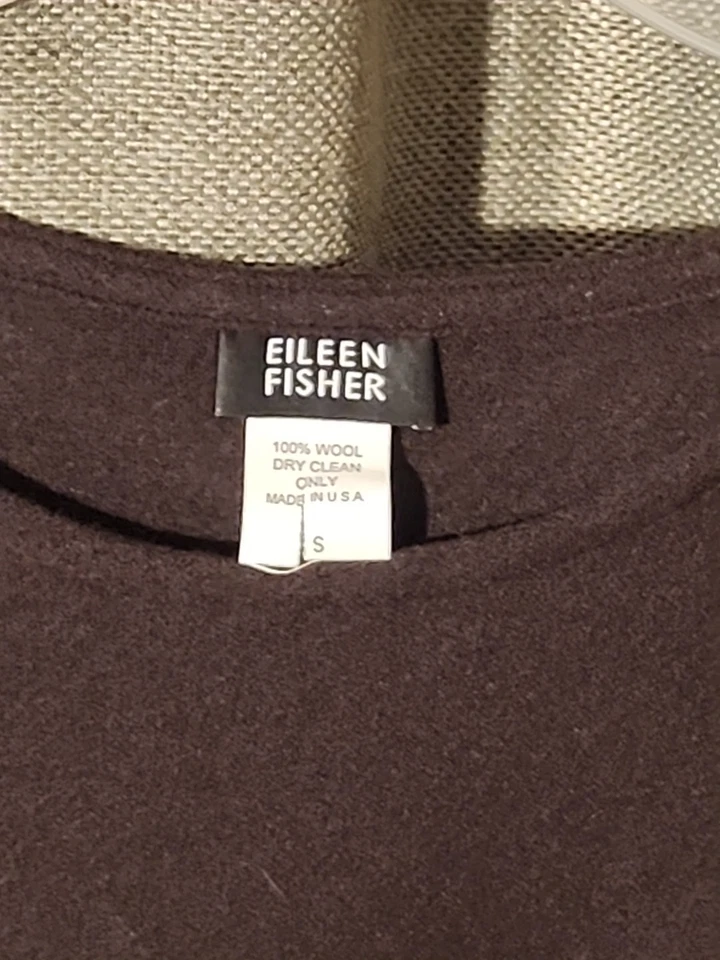 EILEEN
FISHER
100% WOOL
DRY CLEAN
ONLY
MADE IN U S A
S